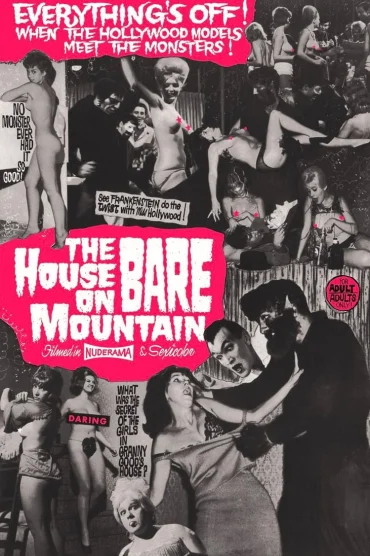 EVERYTHING'S OFF!
WHEN THE HOLLYWOOD MODELS
MEET THE MONSTERS!
NO
MONSTER
EVER
HAD
IT
SO
GOOD!
See FRANKENSTEIN do the
TWIST with Miss Hollywood!
THE
HOUSE
ON
BARE
MOUNTAIN
Filmed in NUDERAMA & Sexicolor
FOR
ADULT
ADULTS
ONLY
DARING
WHAT
WAS THE
SECRET
OF THE
GIRLS
IN
GRANNY
GOOD'S
HOUSE?